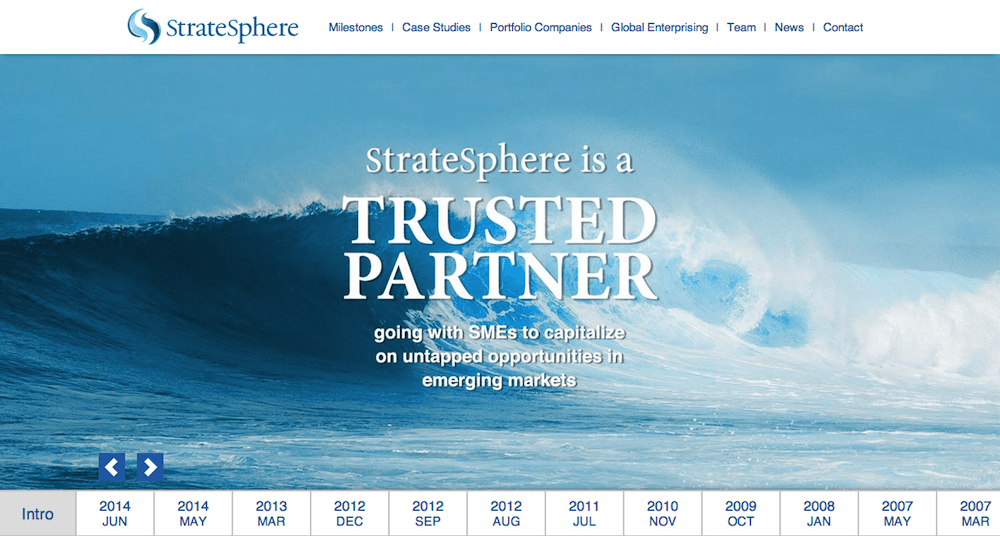 StrateSphere
Milestones | Case Studies | Portfolio Companies | Global Enterprising | Team | News | Contact
StrateSphere is a
TRUSTED
PARTNER
going with SMEs to capitalize
on untapped opportunities in
emerging markets
Intro
2014
JUN
2014
MAY
2013
MAR
2012
DEC
2012
SEP
2012
AUG
2011
JUL
2010
NOV
2009
OCT
2008
JAN
2007
MAY
2007
MAR